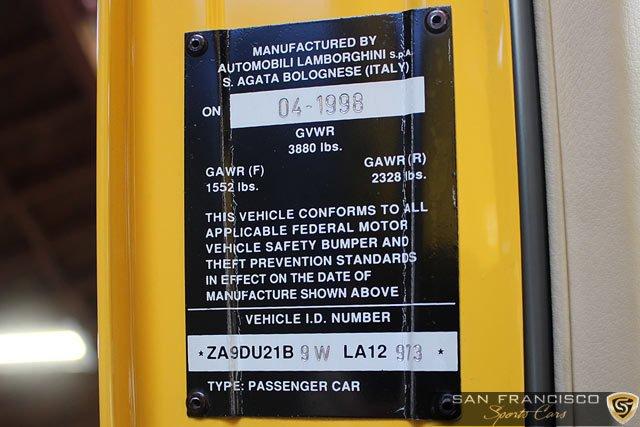 MANUFACTURED BY
AUTOMOBILI LAMBORGHINI S.p.A.
S. AGATA BOLOGNESE (ITALY)
ON 04-1998
GVWR
3880 lbs.
GAWR (F) GAWR (R)
1552 lbs. 2328 lbs.
THIS VEHICLE CONFORMS TO ALL
APPLICABLE FEDERAL MOTOR
VEHICLE SAFETY BUMPER AND
THEFT PREVENTION STANDARDS
IN EFFECT ON THE DATE OF
MANUFACTURE SHOWN ABOVE
VEHICLE I.D. NUMBER
*ZA9DU21B 9W LA12 973 *
TYPE: PASSENGER CAR
SAN FRANCISCO
Sports Cars